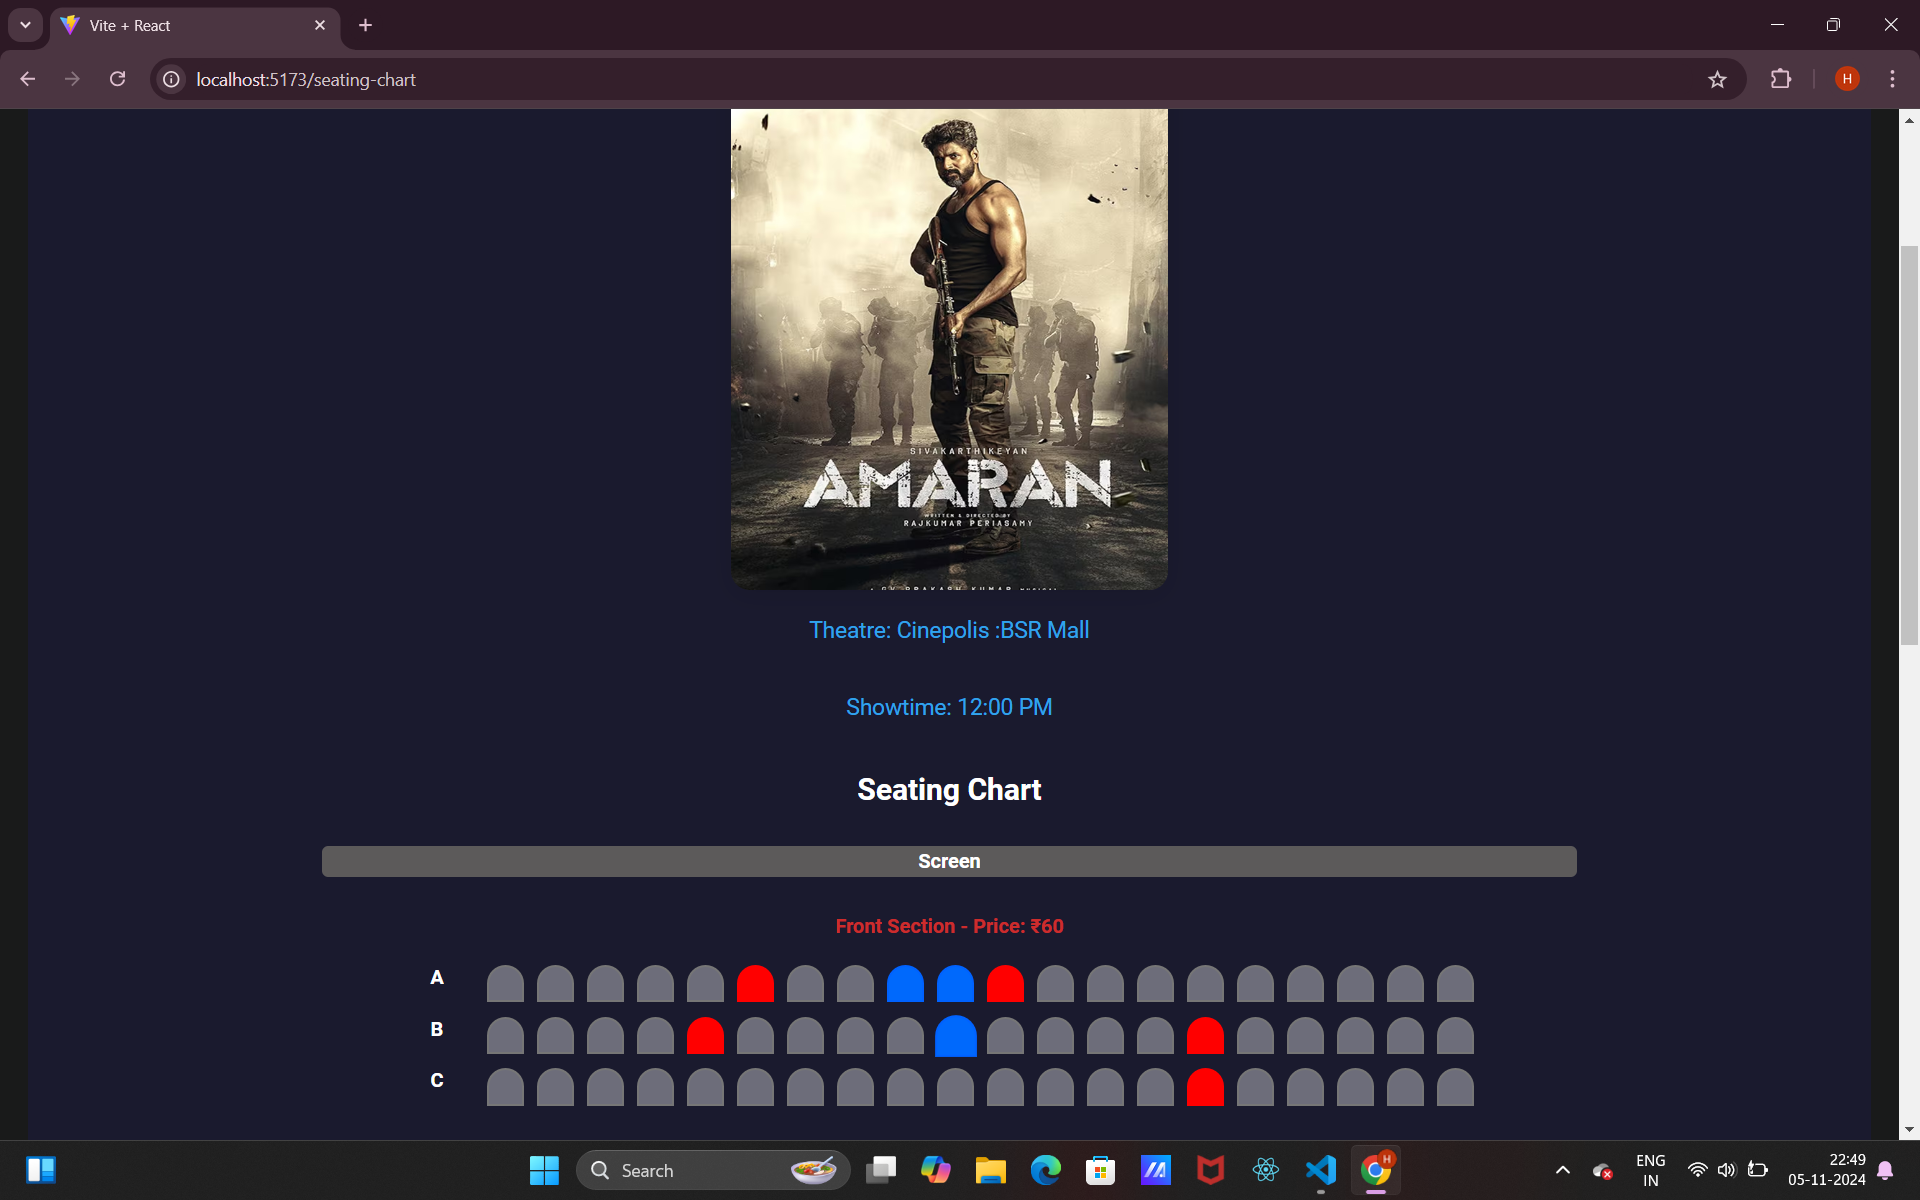 Vite + React
localhost:5173/seating-chart
H
SIVAKARTHIKEYAN
AMARAN
WRITTEN & DIRECTED BY
RAJKUMAR PERIASAMY
Theatre: Cinepolis :BSR Mall
Showtime: 12:00 PM
Seating Chart
Screen
Front Section - Price: ₹60
A
B
C
Search
H
ENG
IN
22:49
05-11-2024